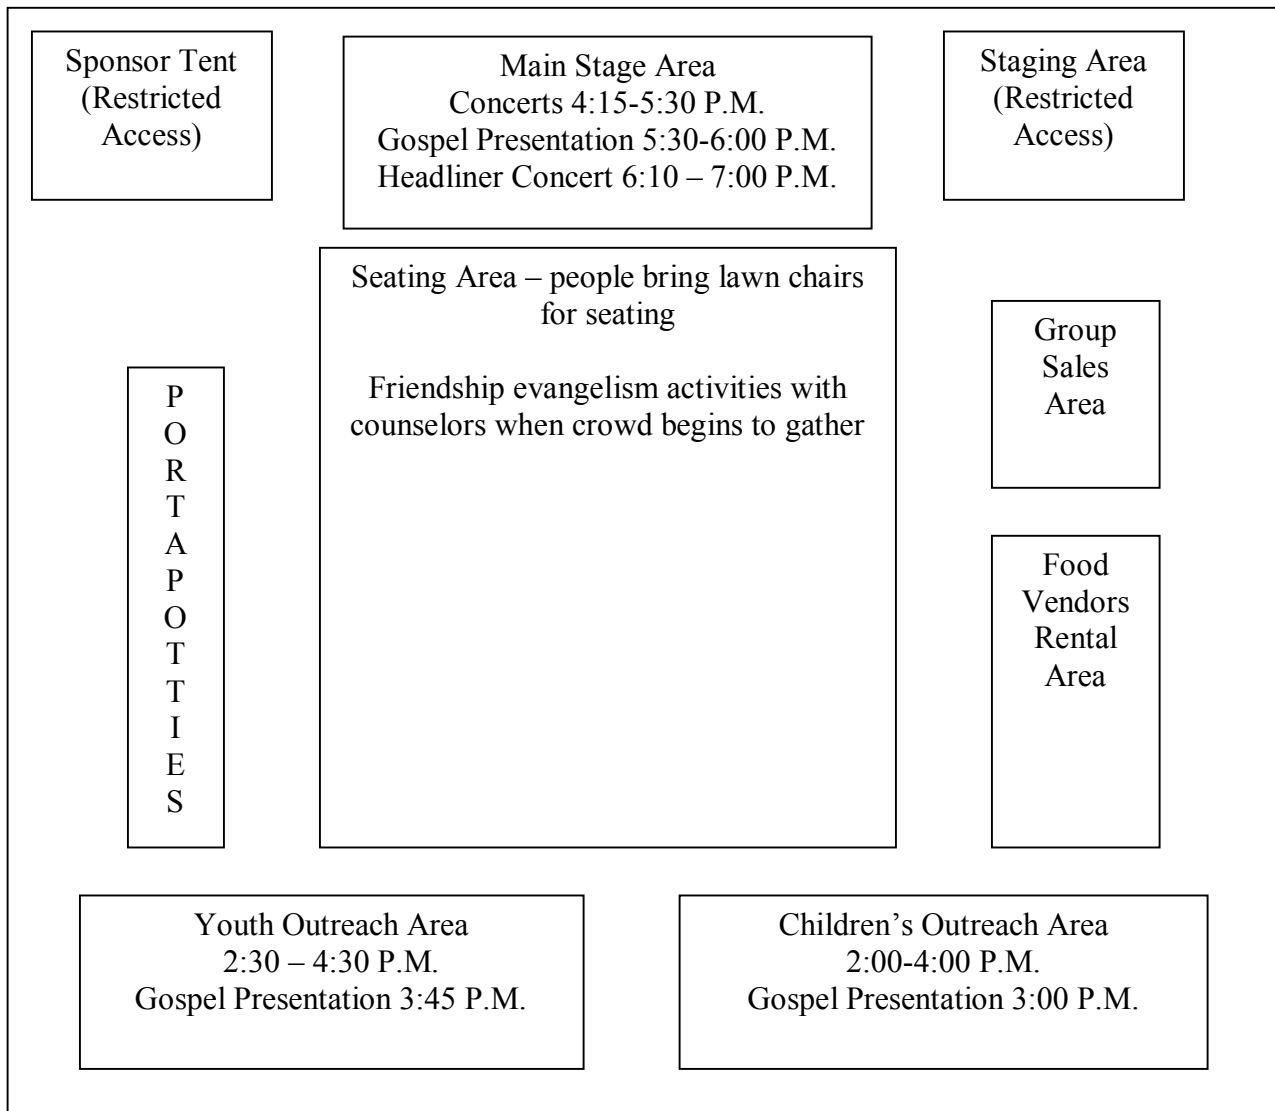 Sponsor Tent
(Restricted
Access)
Main Stage Area
Concerts 4:15-5:30 P.M.
Gospel Presentation 5:30-6:00 P.M.
Headliner Concert 6:10 – 7:00 P.M.
Staging Area
(Restricted
Access)
Seating Area – people bring lawn chairs
for seating
Friendship evangelism activities with
counselors when crowd begins to gather
Group
Sales
Area
P
O
R
T
A
P
O
T
T
I
E
S
Food
Vendors
Rental
Area
Youth Outreach Area
2:30 – 4:30 P.M.
Gospel Presentation 3:45 P.M.
Children’s Outreach Area
2:00-4:00 P.M.
Gospel Presentation 3:00 P.M.